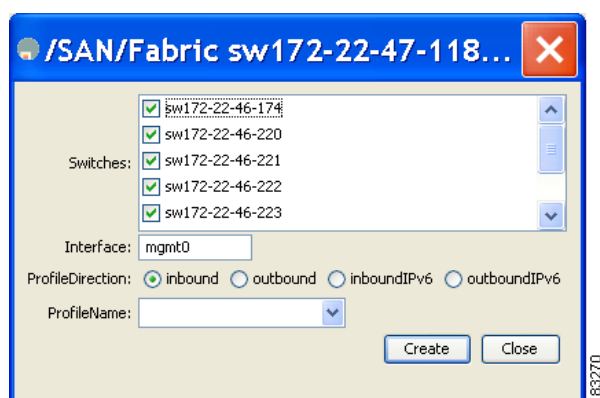 /SAN/Fabric sw172-22-47-118...
sw172-22-46-174
sw172-22-46-220
Switches:
sw172-22-46-221
sw172-22-46-222
sw172-22-46-223
Interface: mgmt0
ProfileDirection: inbound outbound inboundIPv6 outboundIPv6
ProfileName:
Create Close
83270